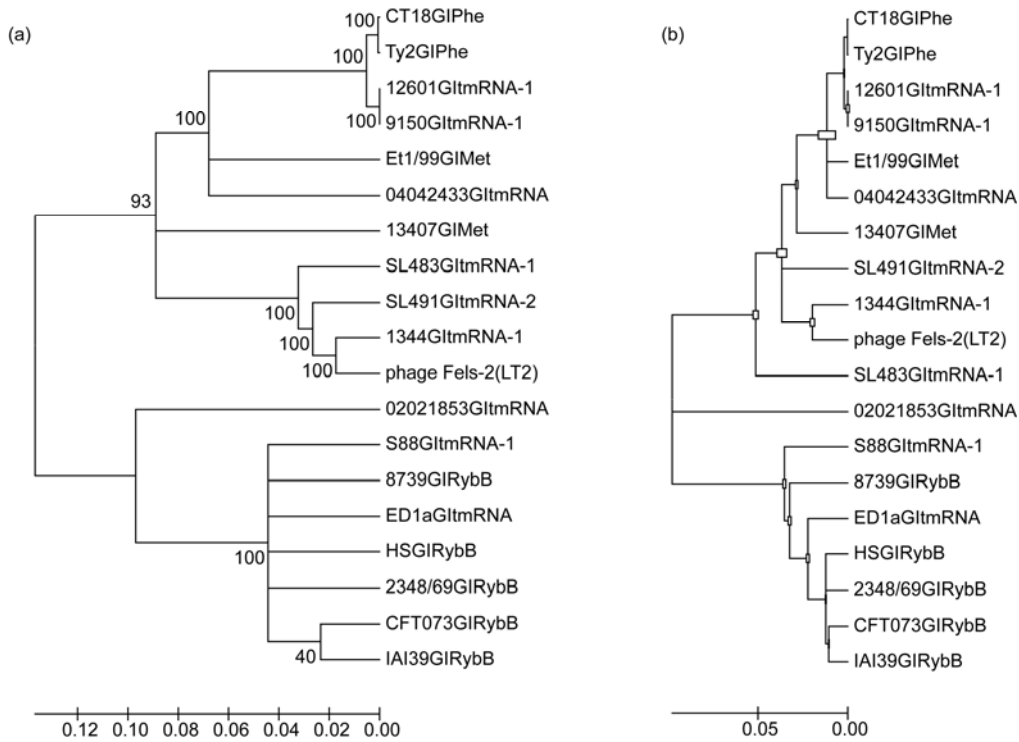 (a)
100
CT18GIPhe
100
Ty2GIPhe
12601GItmRNA-1
100
100
9150GItmRNA-1
Et1/99GIMet
04042433GItmRNA
93
13407GIMet
SL483GItmRNA-1
SL491GItmRNA-2
100
1344GItmRNA-1
100
phage Fels-2(LT2)
100
02021853GItmRNA
S88GItmRNA-1
8739GIRybB
ED1aGItmRNA
HSGIRybB
100
2348/69GIRybB
CFT073GIRybB
40
IAI39GIRybB
0.12 0.10 0.08 0.06 0.04 0.02 0.00
(b)
CT18GIPhe
Ty2GIPhe
12601GItmRNA-1
9150GItmRNA-1
Et1/99GIMet
04042433GItmRNA
13407GIMet
SL491GItmRNA-2
1344GItmRNA-1
phage Fels-2(LT2)
SL483GItmRNA-1
02021853GItmRNA
S88GItmRNA-1
8739GIRybB
ED1aGItmRNA
HSGIRybB
2348/69GIRybB
CFT073GIRybB
IAI39GIRybB
0.05 0.00